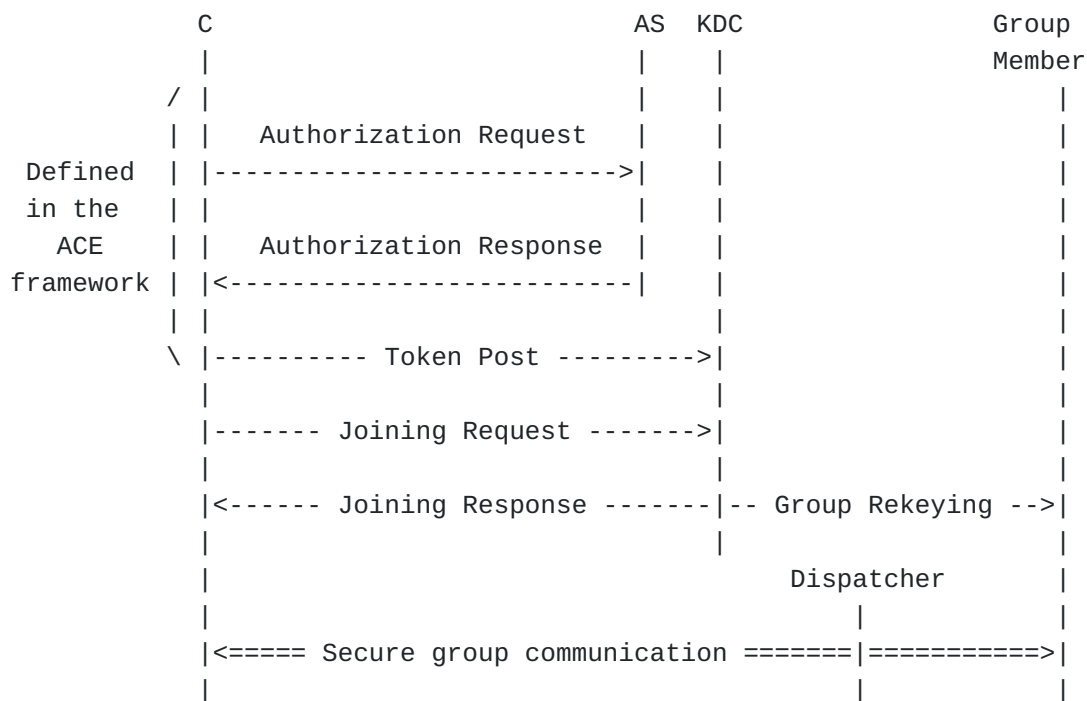 C                           AS  KDC                Group
            |                           |    |                 Member
          / |                           |    |                     |
          | |   Authorization Request   |    |                     |
 Defined  | |-------------------------->|    |                     |
 in the   | |                           |    |                     |
   ACE    | |   Authorization Response  |    |                     |
framework | |<--------------------------|    |                     |
          | |                                |                     |
          \ |---------- Token Post --------->|                     |
            |                                |                     |
            |------- Joining Request ------->|                     |
            |                                |                     |
            |<------ Joining Response -------|-- Group Rekeying -->|
            |                                |                     |
            |                                     Dispatcher       |
            |                                         |            |
            |<===== Secure group communication =======|===========>|
            |                                         |            |